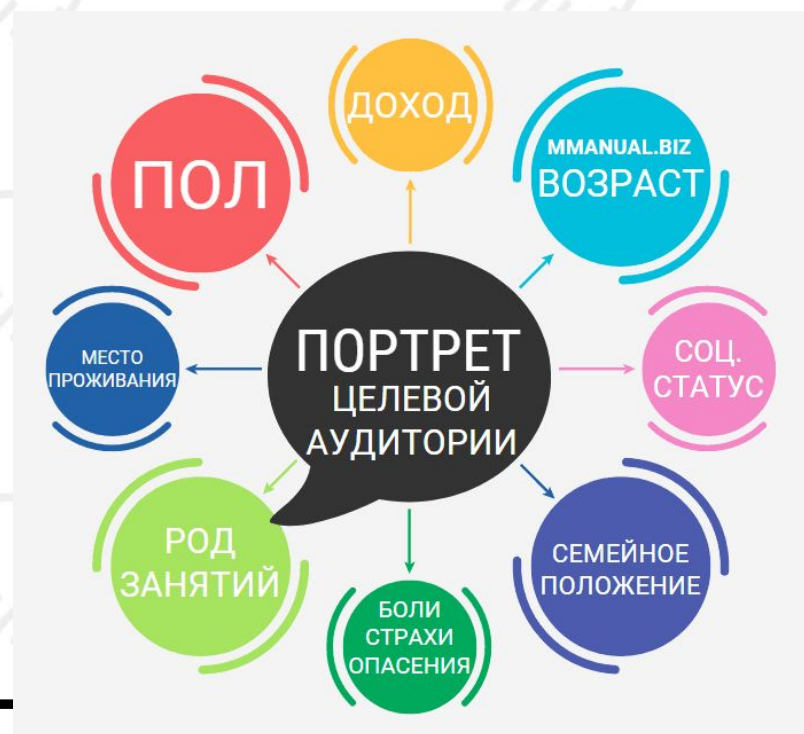 ДОХОД
ПОЛ
MMANUAL.BIZ
ВОЗРАСТ
ПОРТРЕТ
ЦЕЛЕВОЙ
АУДИТОРИИ
МЕСТО
ПРОЖИВАНИЯ
СОЦ.
СТАТУС
РОД
ЗАНЯТИЙ
СЕМЕЙНОЕ
ПОЛОЖЕНИЕ
БОЛИ
СТРАХИ
ОПАСЕНИЯ